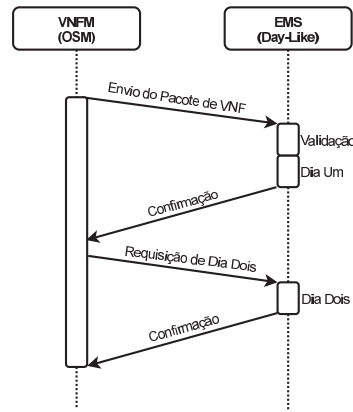 VNFM
(OSM)
EMS
(Day-Like)
Envio do Pacote de VNF
Validação
Dia Um
Confirmação
Requisição de Dia Dois
Dia Dois
Confirmação